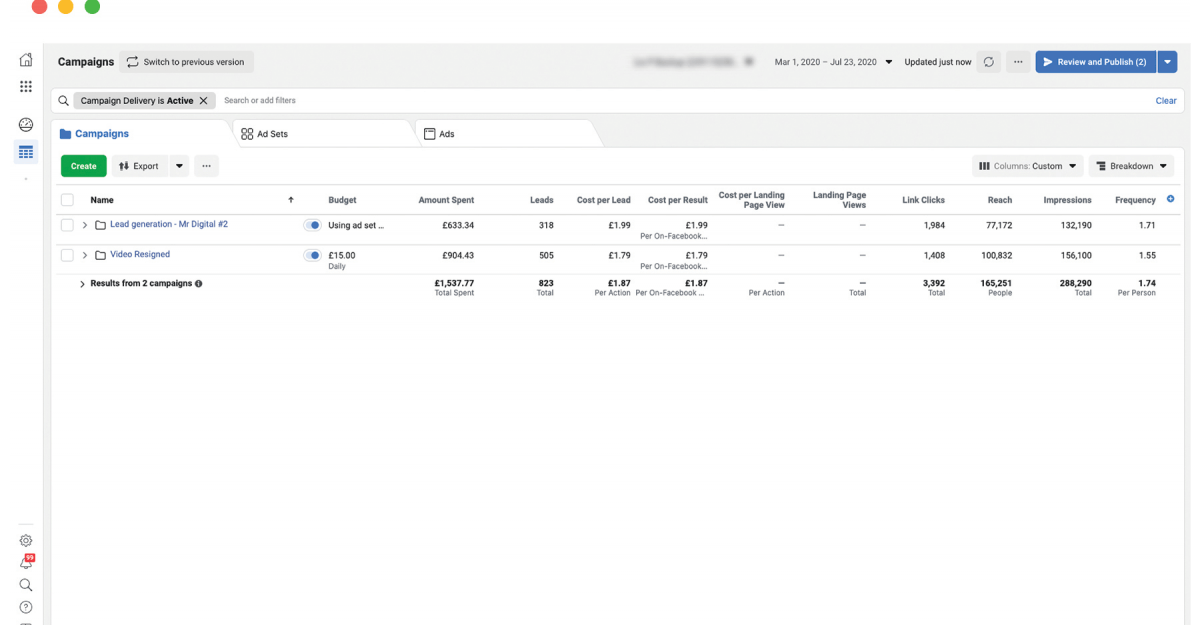 Campaigns Switch to previous version Mar 1, 2020 – Jul 23, 2020 Updated just now Review and Publish (2)
Campaign Delivery is Active Search or add filters Clear
Campaigns Ad Sets Ads
Create Export Columns: Custom Breakdown
Name Budget Amount Spent Leads Cost per Lead Cost per Result Cost per Landing Page View Landing Page Views Link Clicks Reach Impressions Frequency
Lead generation - Mr Digital #2 Using ad set ... £633.34 318 £1.99 £1.99 — — 1,984 77,172 132,190 1.71
Per On-Facebook...
Video Resigned £15.00 £904.43 505 £1.79 £1.79 — — 1,408 100,832 156,100 1.55
Daily Per On-Facebook...
Results from 2 campaigns £1,537.77 823 £1.87 £1.87 — — 3,392 165,251 288,290 1.74
Total Spent Total Per Action Per On-Facebook ... Per Action Total Total People Total Per Person
99